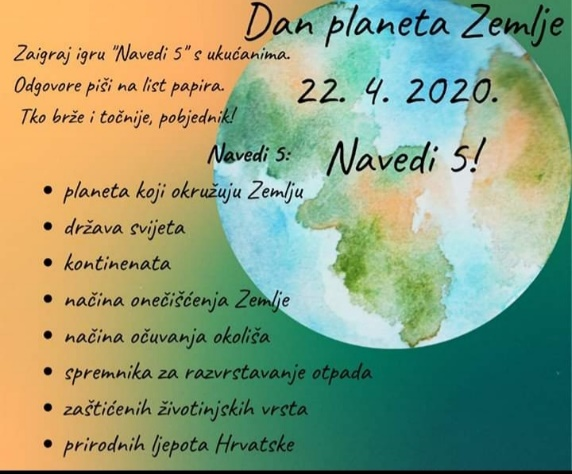 Dan planeta Zemlje
22. 4. 2020.
Navedi 5!
Zaigraj igru "Navedi 5" s ukućanima.
Odgovore piši na list papira.
Tko brže i točnije, pobjednik!
Navedi 5:
• planeta koji okružuju Zemlju
• država svijeta
• kontinenata
• načina onečišćenja Zemlje
• načina očuvanja okoliša
• spremnika za razvrstavanje otpada
• zaštićenih životinjskih vrsta
• prirodnih ljepota Hrvatske